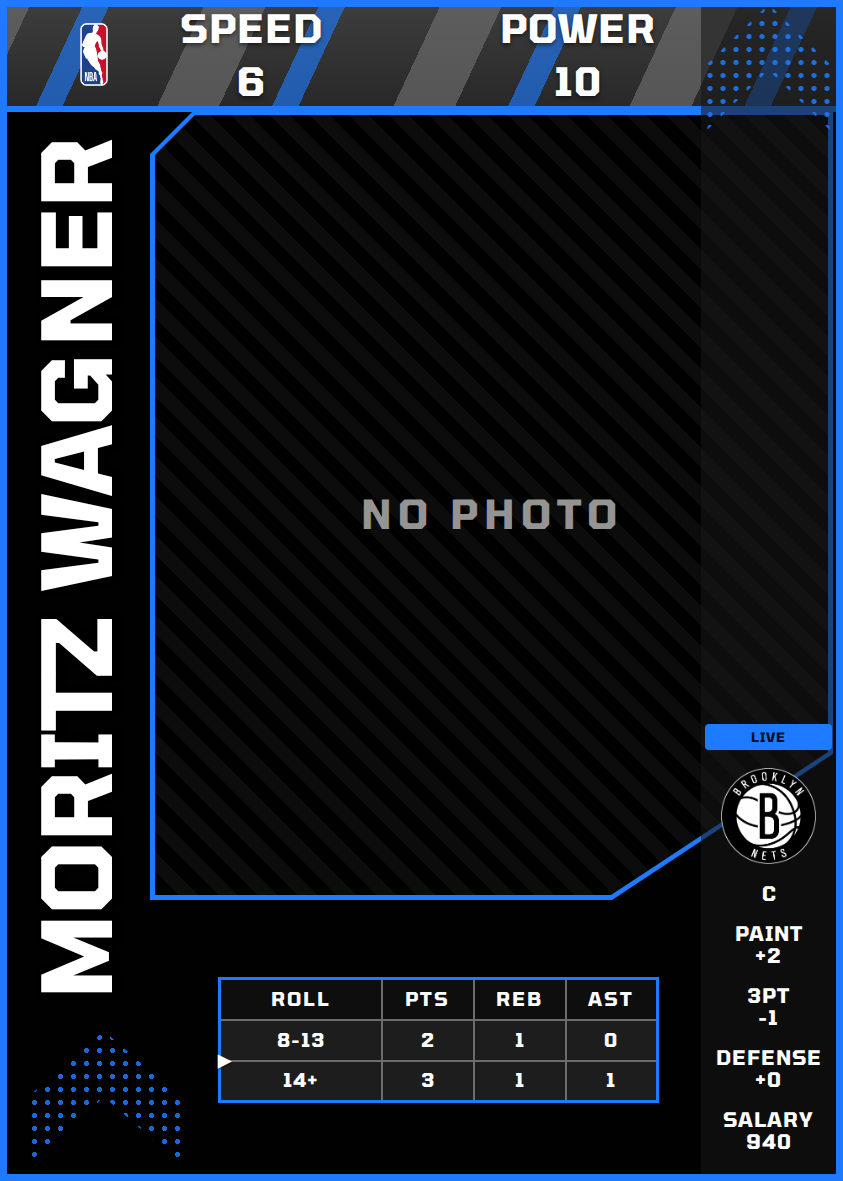 SPEED
6
POWER
10
NBA
MORITZ WAGNER
NO PHOTO
LIVE
BROOKLYN
B
NETS
C
PAINT
+2
3PT
-1
DEFENSE
+0
SALARY
940
ROLL PTS REB AST
8-13 2 1 0
14+ 3 1 1